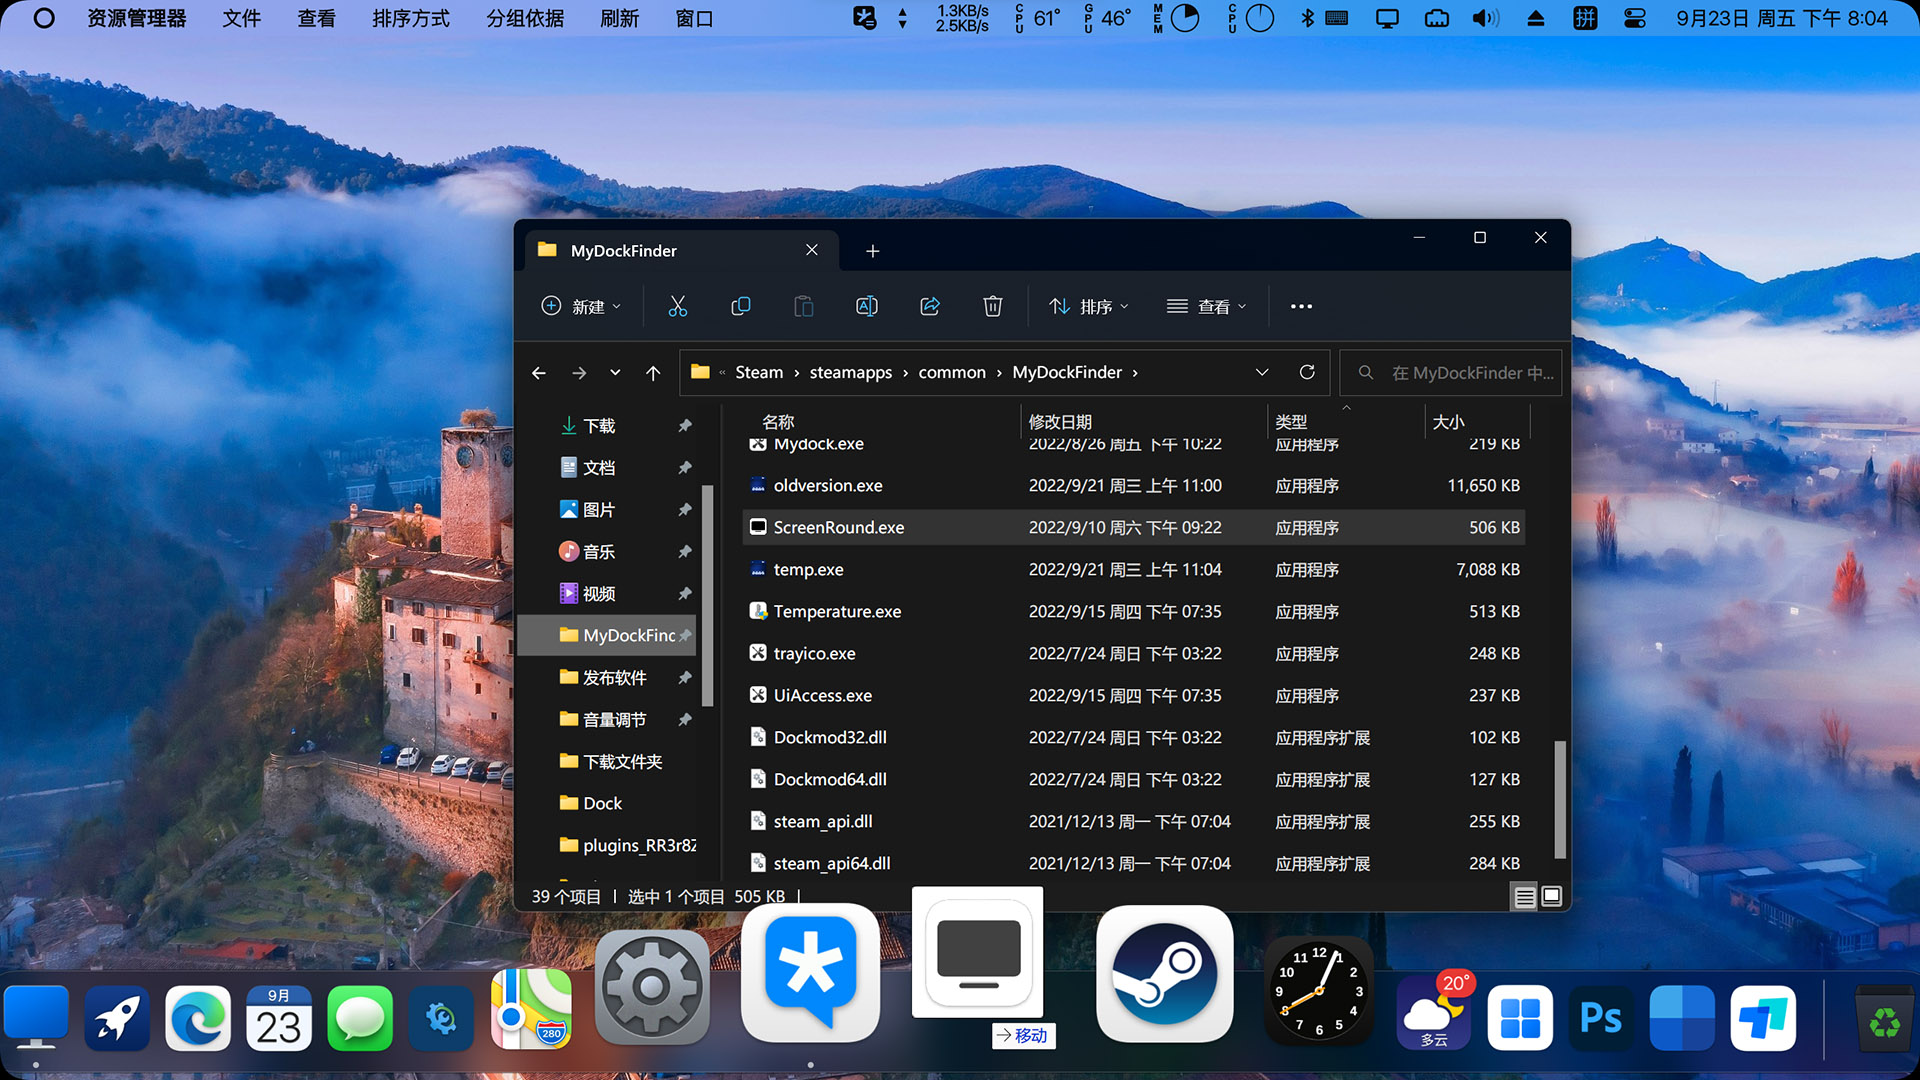 资源管理器 文件 查看 排序方式 分组依据 刷新 窗口 1.3KB/s CPU 61° GPU 46° MEM CPU 拼 9月23日 周五 下午 8:04
2.5KB/s
MyDockFinder
新建 排序 查看
Steam › steamapps › common › MyDockFinder › 在 MyDockFinder 中...
名称 修改日期 类型 大小
下载
文档
图片
音乐
视频
MyDockFinc
发布软件
音量调节
下载文件夹
Dock
plugins_RR3r8Z
Mydock.exe 2022/8/26 周五 下午 10:22 应用程序 219 KB
oldversion.exe 2022/9/21 周三 上午 11:00 应用程序 11,650 KB
ScreenRound.exe 2022/9/10 周六 下午 09:22 应用程序 506 KB
temp.exe 2022/9/21 周三 上午 11:04 应用程序 7,088 KB
Temperature.exe 2022/9/15 周四 下午 07:35 应用程序 513 KB
trayico.exe 2022/7/24 周日 下午 03:22 应用程序 248 KB
UiAccess.exe 2022/9/15 周四 下午 07:35 应用程序 237 KB
Dockmod32.dll 2022/7/24 周日 下午 03:22 应用程序扩展 102 KB
Dockmod64.dll 2022/7/24 周日 下午 03:22 应用程序扩展 127 KB
steam_api.dll 2021/12/13 周一 下午 07:04 应用程序扩展 255 KB
steam_api64.dll 2021/12/13 周一 下午 07:04 应用程序扩展 284 KB
39 个项目 | 选中 1 个项目 505 KB |
→移动
9月
23
280
12 1 2 3 4 5 6 7 8 9 10 11
20°
多云
Ps